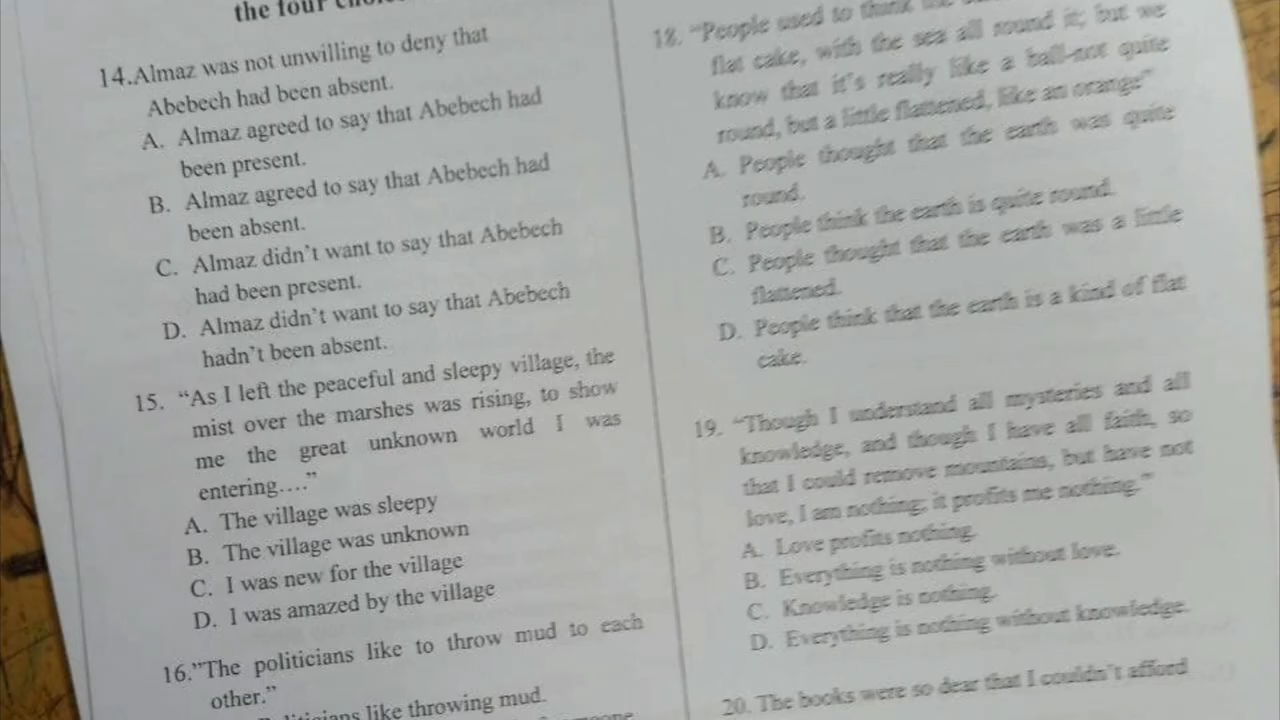 the four
14.Almaz was not unwilling to deny that
Abebech had been absent.
A. Almaz agreed to say that Abebech had
been present.
B. Almaz agreed to say that Abebech had
been absent.
C. Almaz didn't want to say that Abebech
had been present.
D. Almaz didn't want to say that Abebech
hadn't been absent.
15. "As I left the peaceful and sleepy village, the
mist over the marshes was rising, to show
me the great unknown world I was
entering…."
A. The village was sleepy
B. The village was unknown
C. I was new for the village
D. I was amazed by the village
16."The politicians like to throw mud to each
other."
like throwing mud.
18. "People used to think the
flat cake, with the sea all round it; but we
know that it's really like a ball-not quite
round, but a little flattened, like an orange"
A. People thought that the earth was quite
round.
B. People think the earth is quite round.
C. People thought that the earth was a little
flattened.
D. People think that the earth is a kind of flat
cake.
19. "Though I understand all mysteries and all
knowledge, and though I have all faith, so
that I could remove mountains, but have not
love, I am nothing; it profits me nothing."
A. Love profits nothing.
B. Everything is nothing without love.
C. Knowledge is nothing.
D. Everything is nothing without knowledge.
20. The books were so dear that I couldn't afford